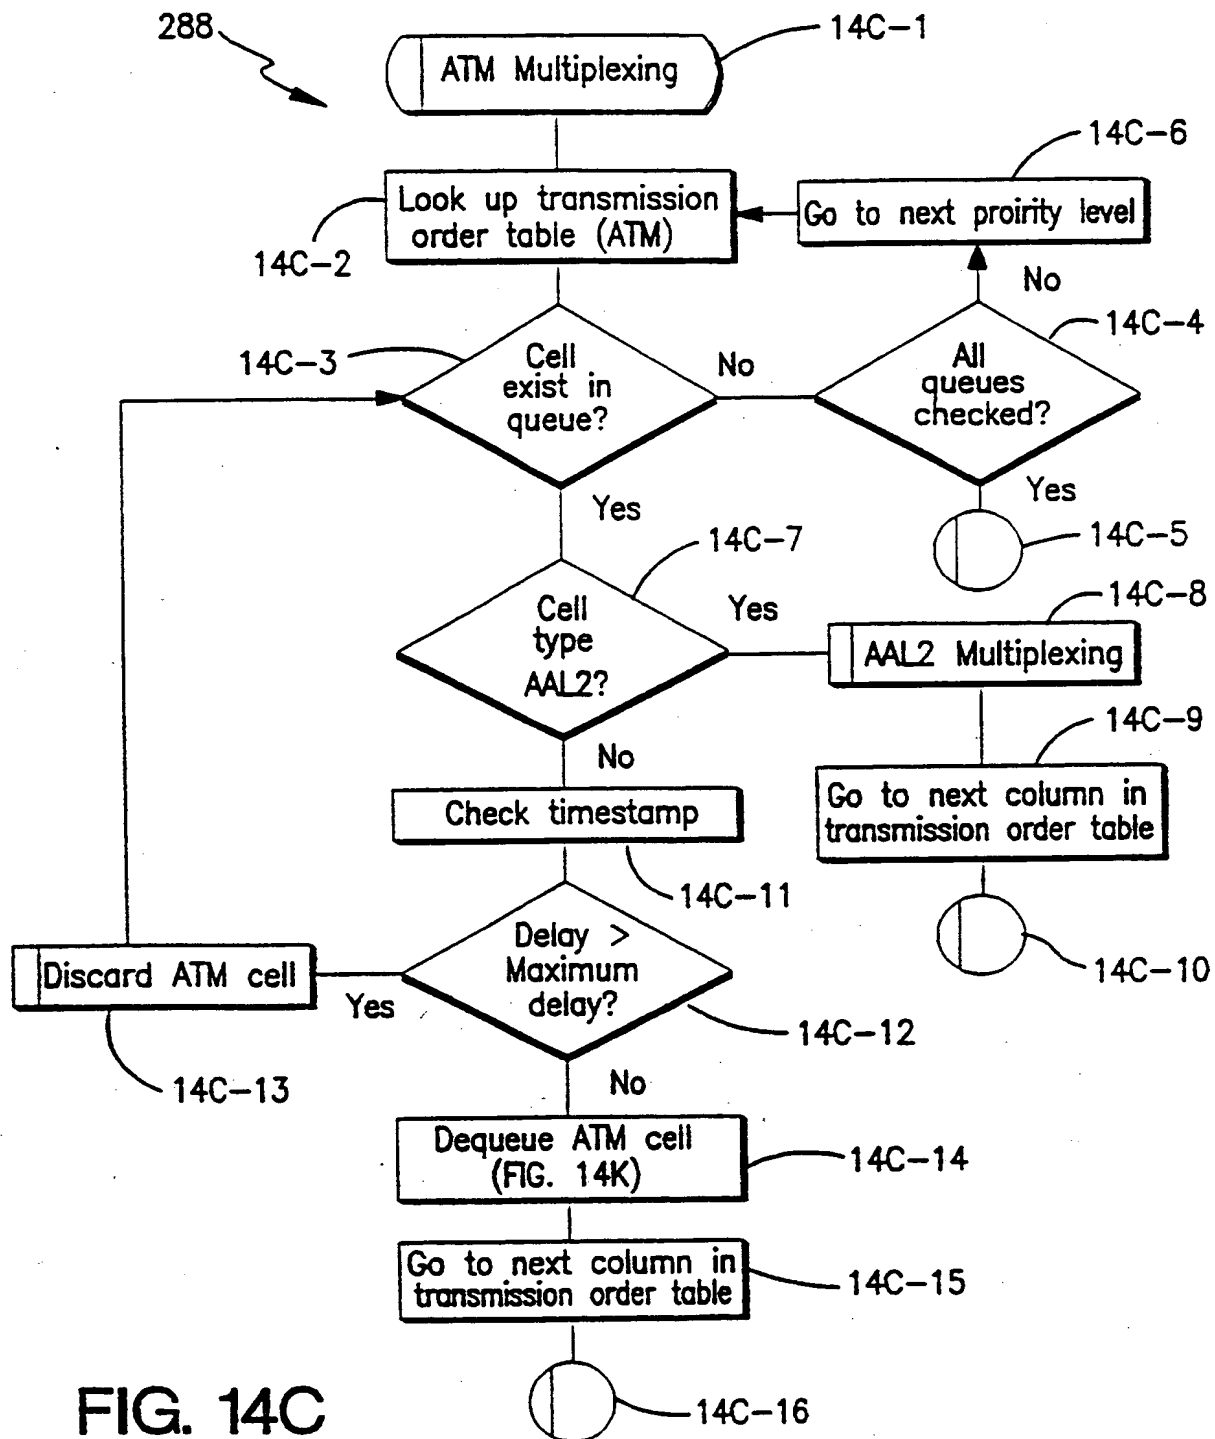 288
14C-1
ATM Multiplexing
14C-6
Look up transmission
order table (ATM)
Go to next proirity level
14C-2
No
14C-4
14C-3
Cell
exist in
queue?
No
All
queues
checked?
Yes
Yes
14C-5
14C-7
14C-8
Cell
type
AAL2?
Yes
AAL2 Multiplexing
14C-9
No
Go to next column in
transmission order table
Check timestamp
14C-11
14C-10
Delay >
Maximum
delay?
Discard ATM cell
Yes
14C-12
14C-13
No
Dequeue ATM cell
(FIG. 14K)
14C-14
Go to next column in
transmission order table
14C-15
14C-16
FIG. 14C